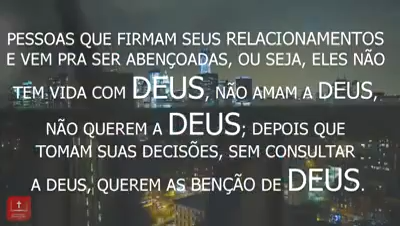 PESSOAS QUE FIRMAM SEUS RELACIONAMENTOS
E VEM PRA SER ABENÇOADAS, OU SEJA, ELES NÃO
TÊM VIDA COM DEUS, NÃO AMAM A DEUS,
NÃO QUEREM A DEUS; DEPOIS QUE
TOMAM SUAS DECISÕES, SEM CONSULTAR
A DEUS, QUEREM AS BENÇÃO DE DEUS.